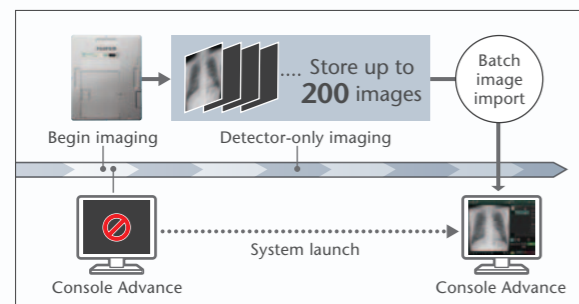 .... Store up to
200 images
Batch
image
import
Begin imaging
Detector-only imaging
System launch
Console Advance
Console Advance